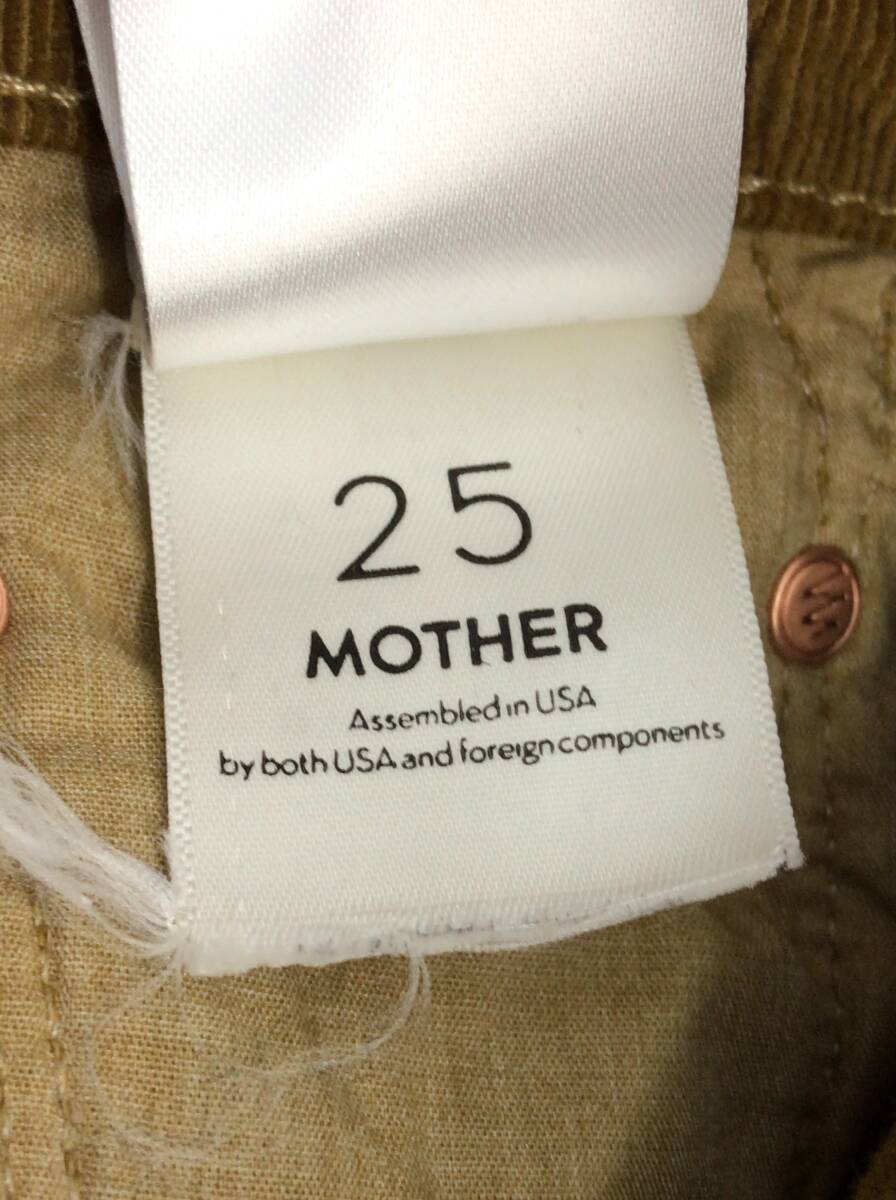 25
MOTHER
Assembled in USA
by both USA and foreign components